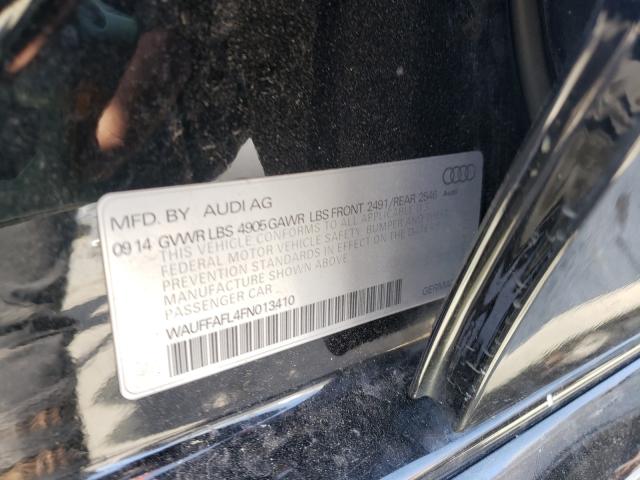 MFD. BY AUDI AG
09 14 GVWR LBS 4905 GAWR LBS FRONT 2491/REAR 2546
THIS VEHICLE CONFORMS TO ALL APPLICABLE
FEDERAL MOTOR VEHICLE SAFETY, BUMPER AND THEFT
PREVENTION STANDARDS IN EFFECT ON THE DATE OF
MANUFACTURE SHOWN ABOVE.
PASSENGER CAR
WAUFFAFL4FN013410
Audi